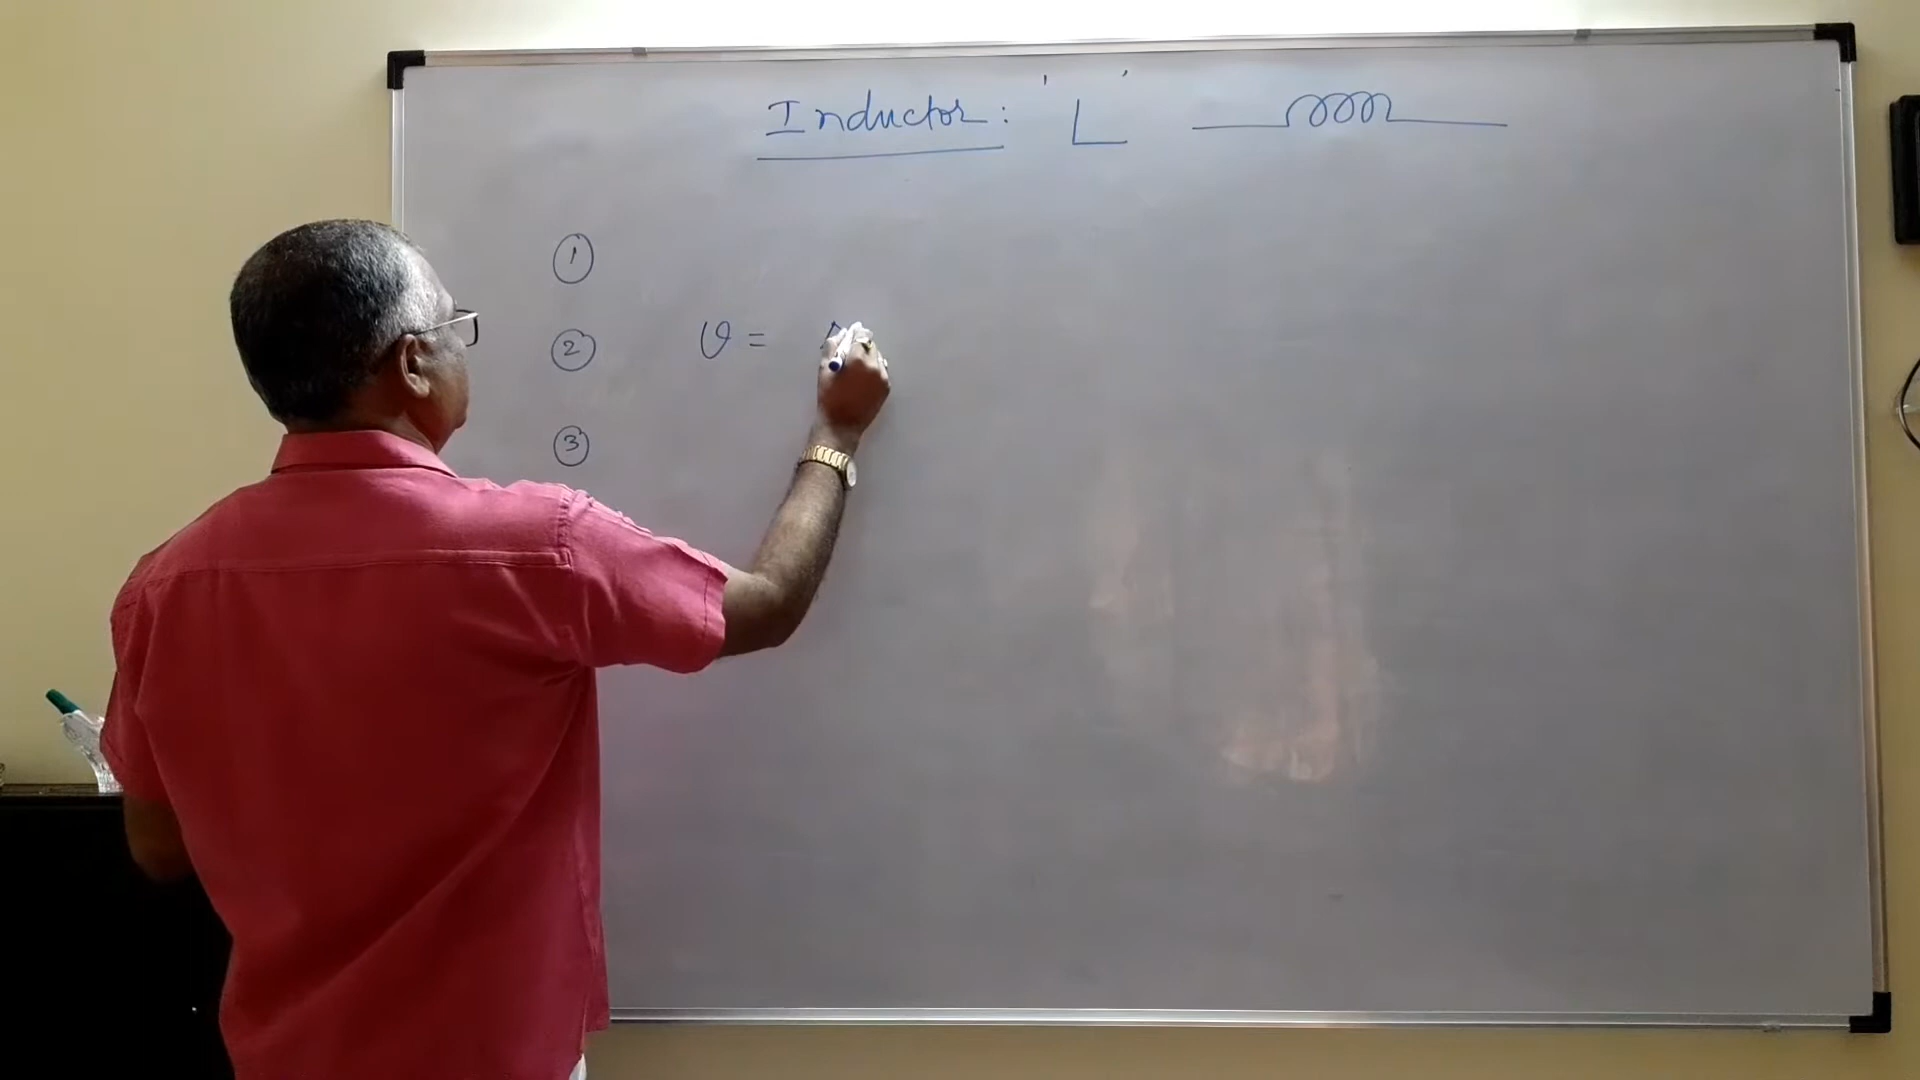 Inductor : 'L'
1
2 v =
3